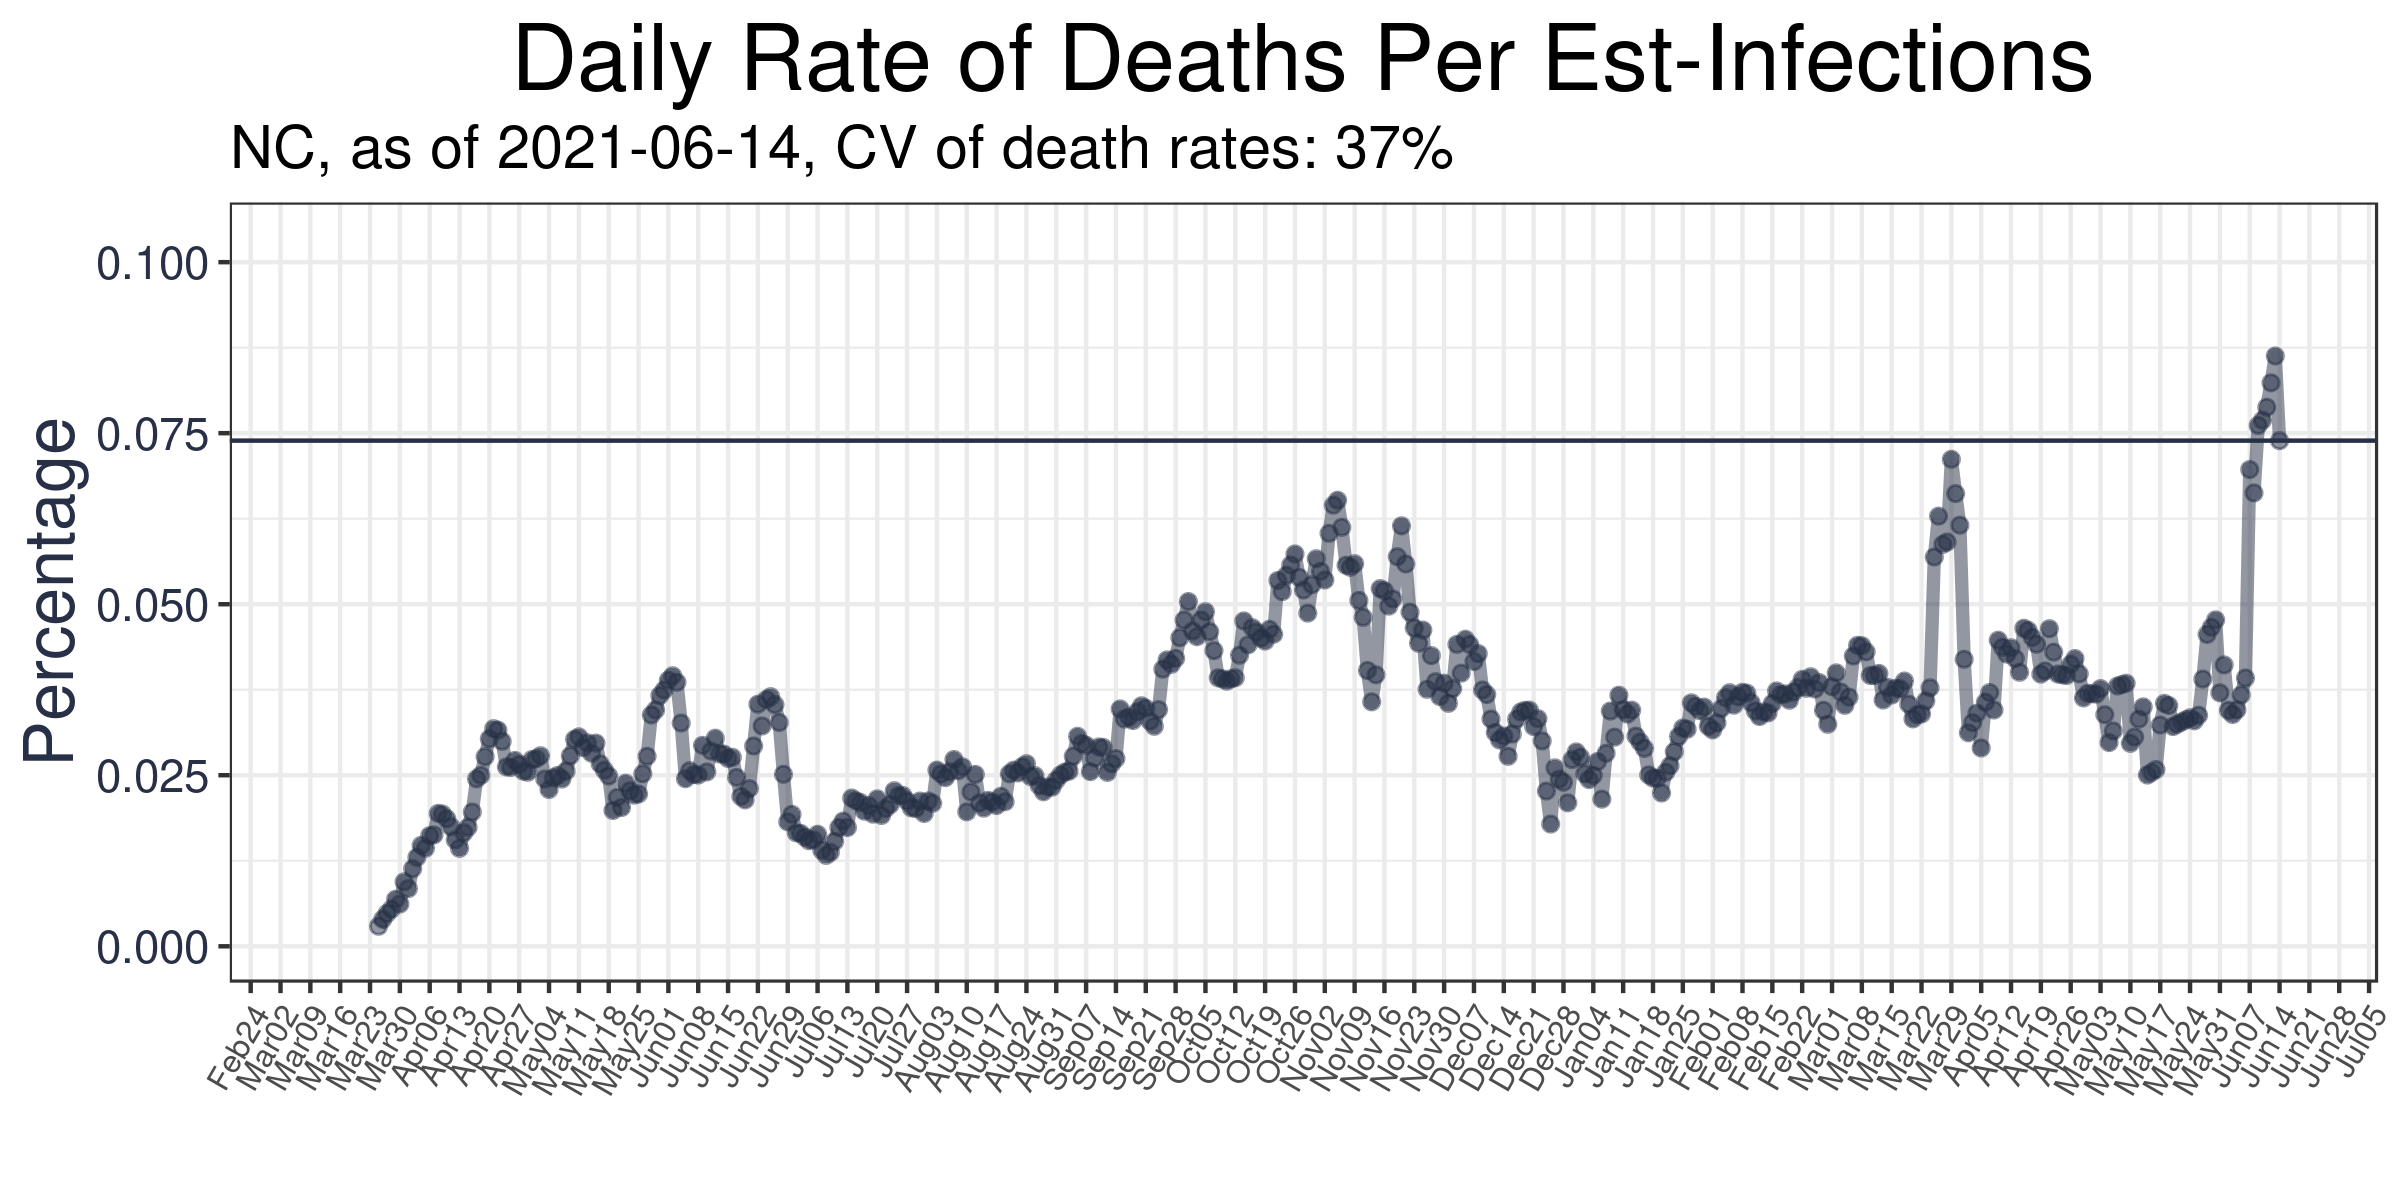 Daily Rate of Deaths Per Est-Infections
NC, as of 2021-06-14, CV of death rates: 37%
Percentage
0.100
0.075
0.050
0.025
0.000
Feb24
Mar02
Mar09
Mar16
Mar23
Mar30
Apr06
Apr13
Apr20
Apr27
May04
May11
May18
May25
Jun01
Jun08
Jun15
Jun22
Jun29
Jul06
Jul13
Jul20
Jul27
Aug03
Aug10
Aug17
Aug24
Aug31
Sep07
Sep14
Sep21
Sep28
Oct05
Oct12
Oct19
Oct26
Nov02
Nov09
Nov16
Nov23
Nov30
Dec07
Dec14
Dec21
Dec28
Jan04
Jan11
Jan18
Jan25
Feb01
Feb08
Feb15
Feb22
Mar01
Mar08
Mar15
Mar22
Mar29
Apr05
Apr12
Apr19
Apr26
May03
May10
May17
May24
May31
Jun07
Jun14
Jun21
Jun28
Jul05